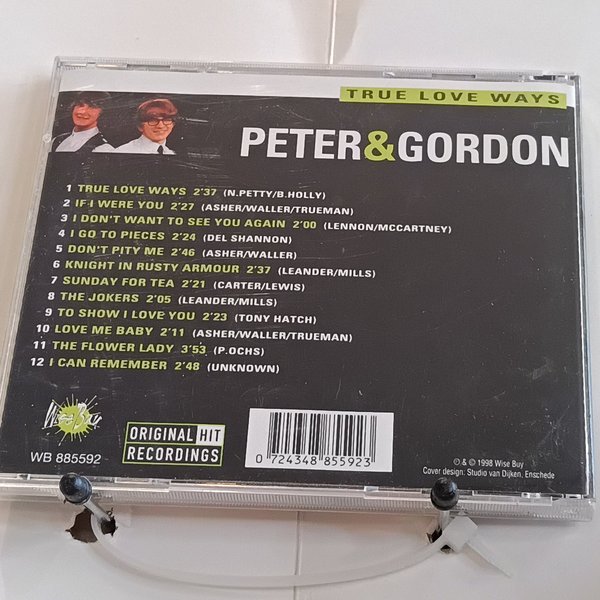 TRUE LOVE WAYS
PETER&GORDON
1 TRUE LOVE WAYS 2'37 (N.PETTY/B.HOLLY)
2 IF I WERE YOU 2'27 (ASHER/WALLER/TRUEMAN)
3 I DON'T WANT TO SEE YOU AGAIN 2'00 (LENNON/MCCARTNEY)
4 I GO TO PIECES 2'24 (DEL SHANNON)
5 DON'T PITY ME 2'46 (ASHER/WALLER)
6 KNIGHT IN RUSTY ARMOUR 2'37 (LEANDER/MILLS)
7 SUNDAY FOR TEA 2'21 (CARTER/LEWIS)
8 THE JOKERS 2'05 (LEANDER/MILLS)
9 TO SHOW I LOVE YOU 2'23 (TONY HATCH)
10 LOVE ME BABY 2'11 (ASHER/WALLER/TRUEMAN)
11 THE FLOWER LADY 3'53 (P.OCHS)
12 I CAN REMEMBER 2'48 (UNKNOWN)
Wise Buy
WB 885592
ORIGINAL HIT
RECORDINGS
0 724348 855923
℗ & © 1998 Wise Buy
Cover design: Studio van Dijken, Enschede